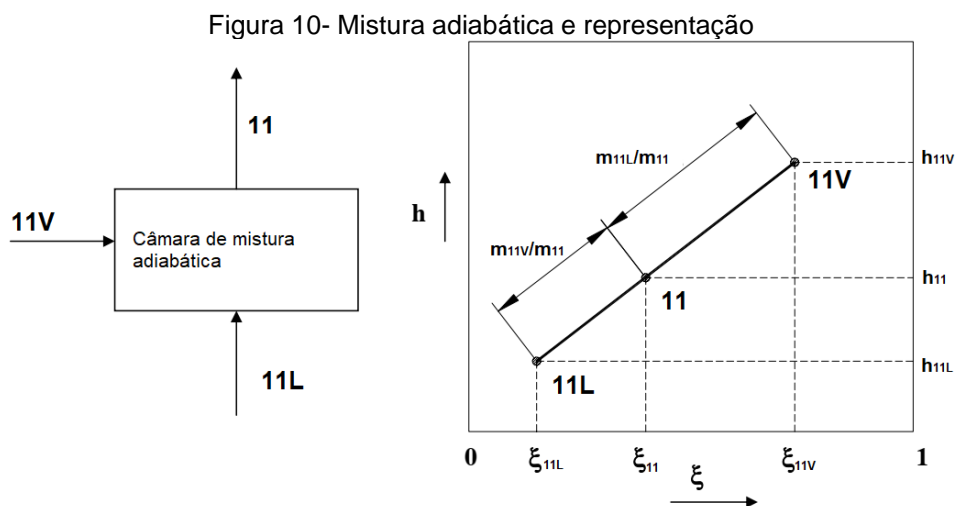 Figura 10- Mistura adiabática e representação
11
11V
Câmara de mistura
adiabática
11L
h
m11L/m11
m11V/m11
11V
11
11L
h11V
h11
h11L
0
ξ11L
ξ11
ξ11V
1
ξ